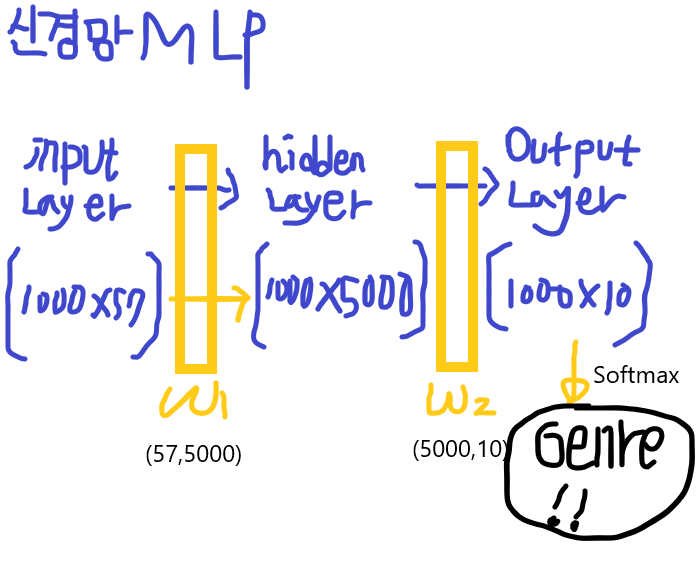 신경망 MLP
input Layer
hidden Layer
Output Layer
[1000x57]
[1000x5000]
[1000x10]
W1
(57,5000)
W2
(5000,10)
Softmax
Genre
!!